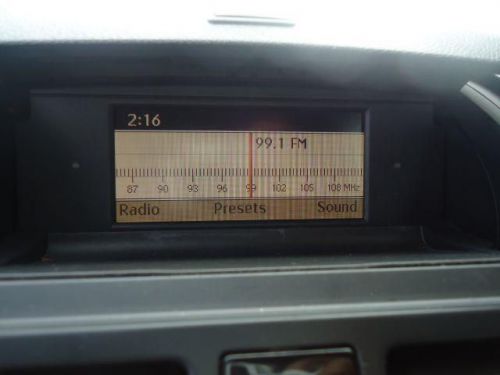 2:16
99.1 FM
87 90 93 96 99 102 105 108 MHz
Radio Presets Sound